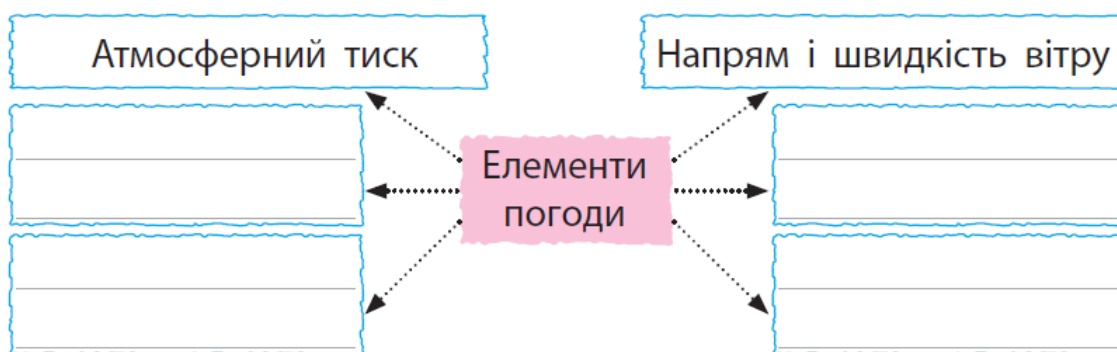 Атмосферний тиск
Напрям і швидкість вітру
Елементи
погоди